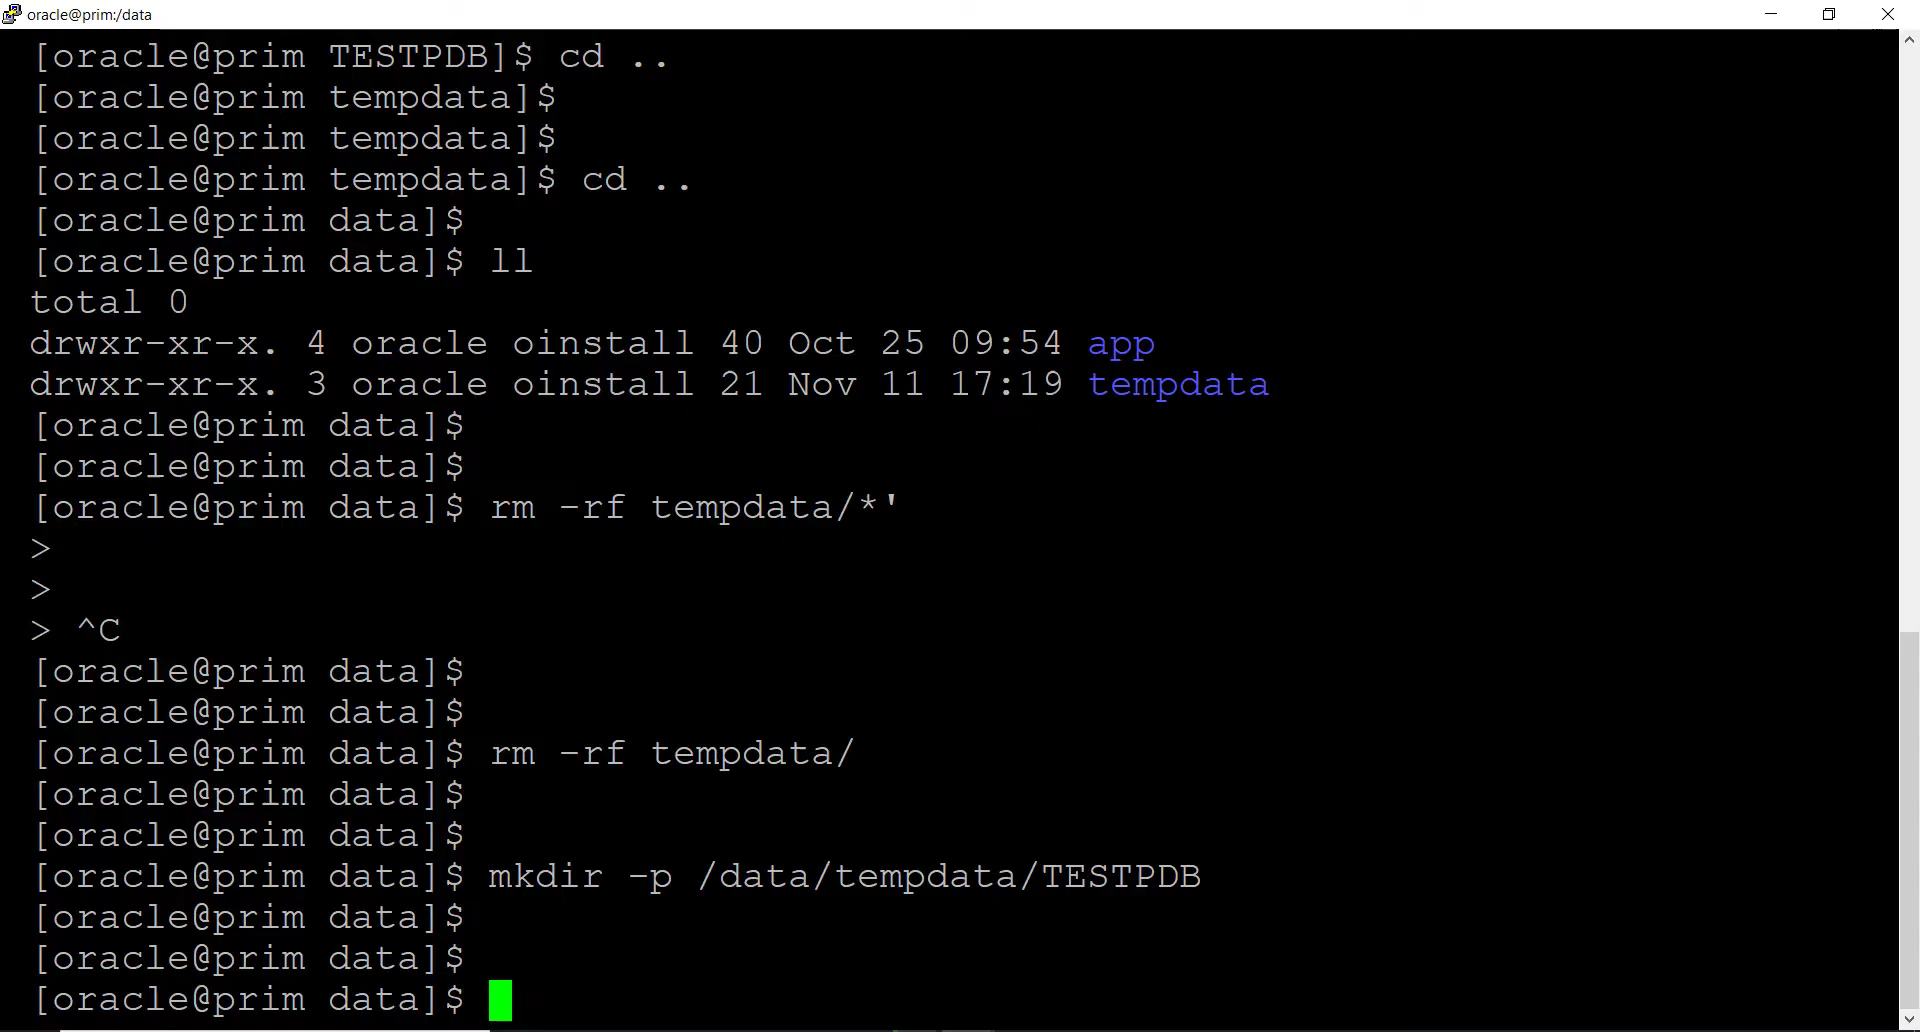 oracle@prim:/data
[oracle@prim TESTPDB]$ cd ..
[oracle@prim tempdata]$
[oracle@prim tempdata]$
[oracle@prim tempdata]$ cd ..
[oracle@prim data]$
[oracle@prim data]$ ll
total 0
drwxr-xr-x. 4 oracle oinstall 40 Oct 25 09:54 app
drwxr-xr-x. 3 oracle oinstall 21 Nov 11 17:19 tempdata
[oracle@prim data]$
[oracle@prim data]$
[oracle@prim data]$ rm -rf tempdata/*'
>
>
> ^C
[oracle@prim data]$
[oracle@prim data]$
[oracle@prim data]$ rm -rf tempdata/
[oracle@prim data]$
[oracle@prim data]$
[oracle@prim data]$ mkdir -p /data/tempdata/TESTPDB
[oracle@prim data]$
[oracle@prim data]$
[oracle@prim data]$